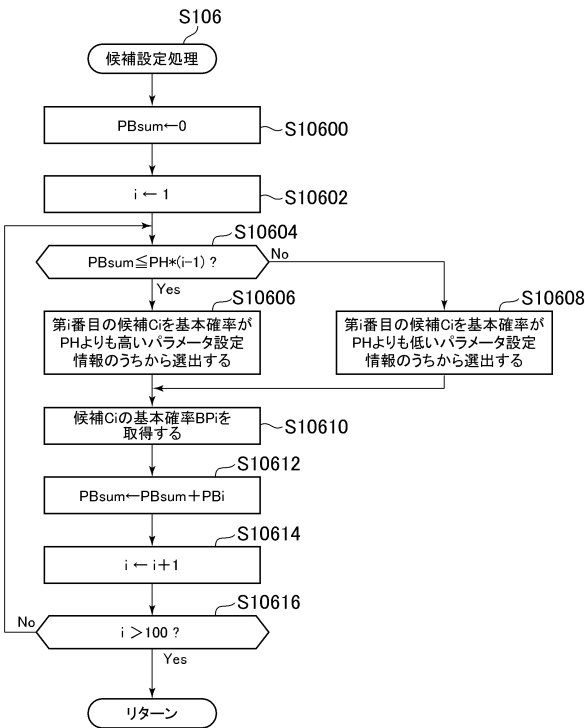 S106
候補設定処理
PBsum←0
S10600
i ← 1
S10602
S10604
PBsum≦PH*(i-1) ?
No
Yes
S10606
第i番目の候補Ciを基本確率が
PHよりも高いパラメータ設定
情報のうちから選出する
S10608
第i番目の候補Ciを基本確率が
PHよりも低いパラメータ設定
情報のうちから選出する
候補Ciの基本確率BPiを
取得する
S10610
S10612
PBsum←PBsum＋PBi
S10614
i ← i＋1
S10616
No
i ＞100 ?
Yes
リターン